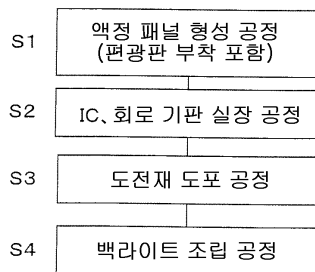 S1 액정 패널 형성 공정
(편광판 부착 포함)
S2 IC、회로 기판 실장 공정
S3 도전재 도포 공정
S4 백라이트 조립 공정